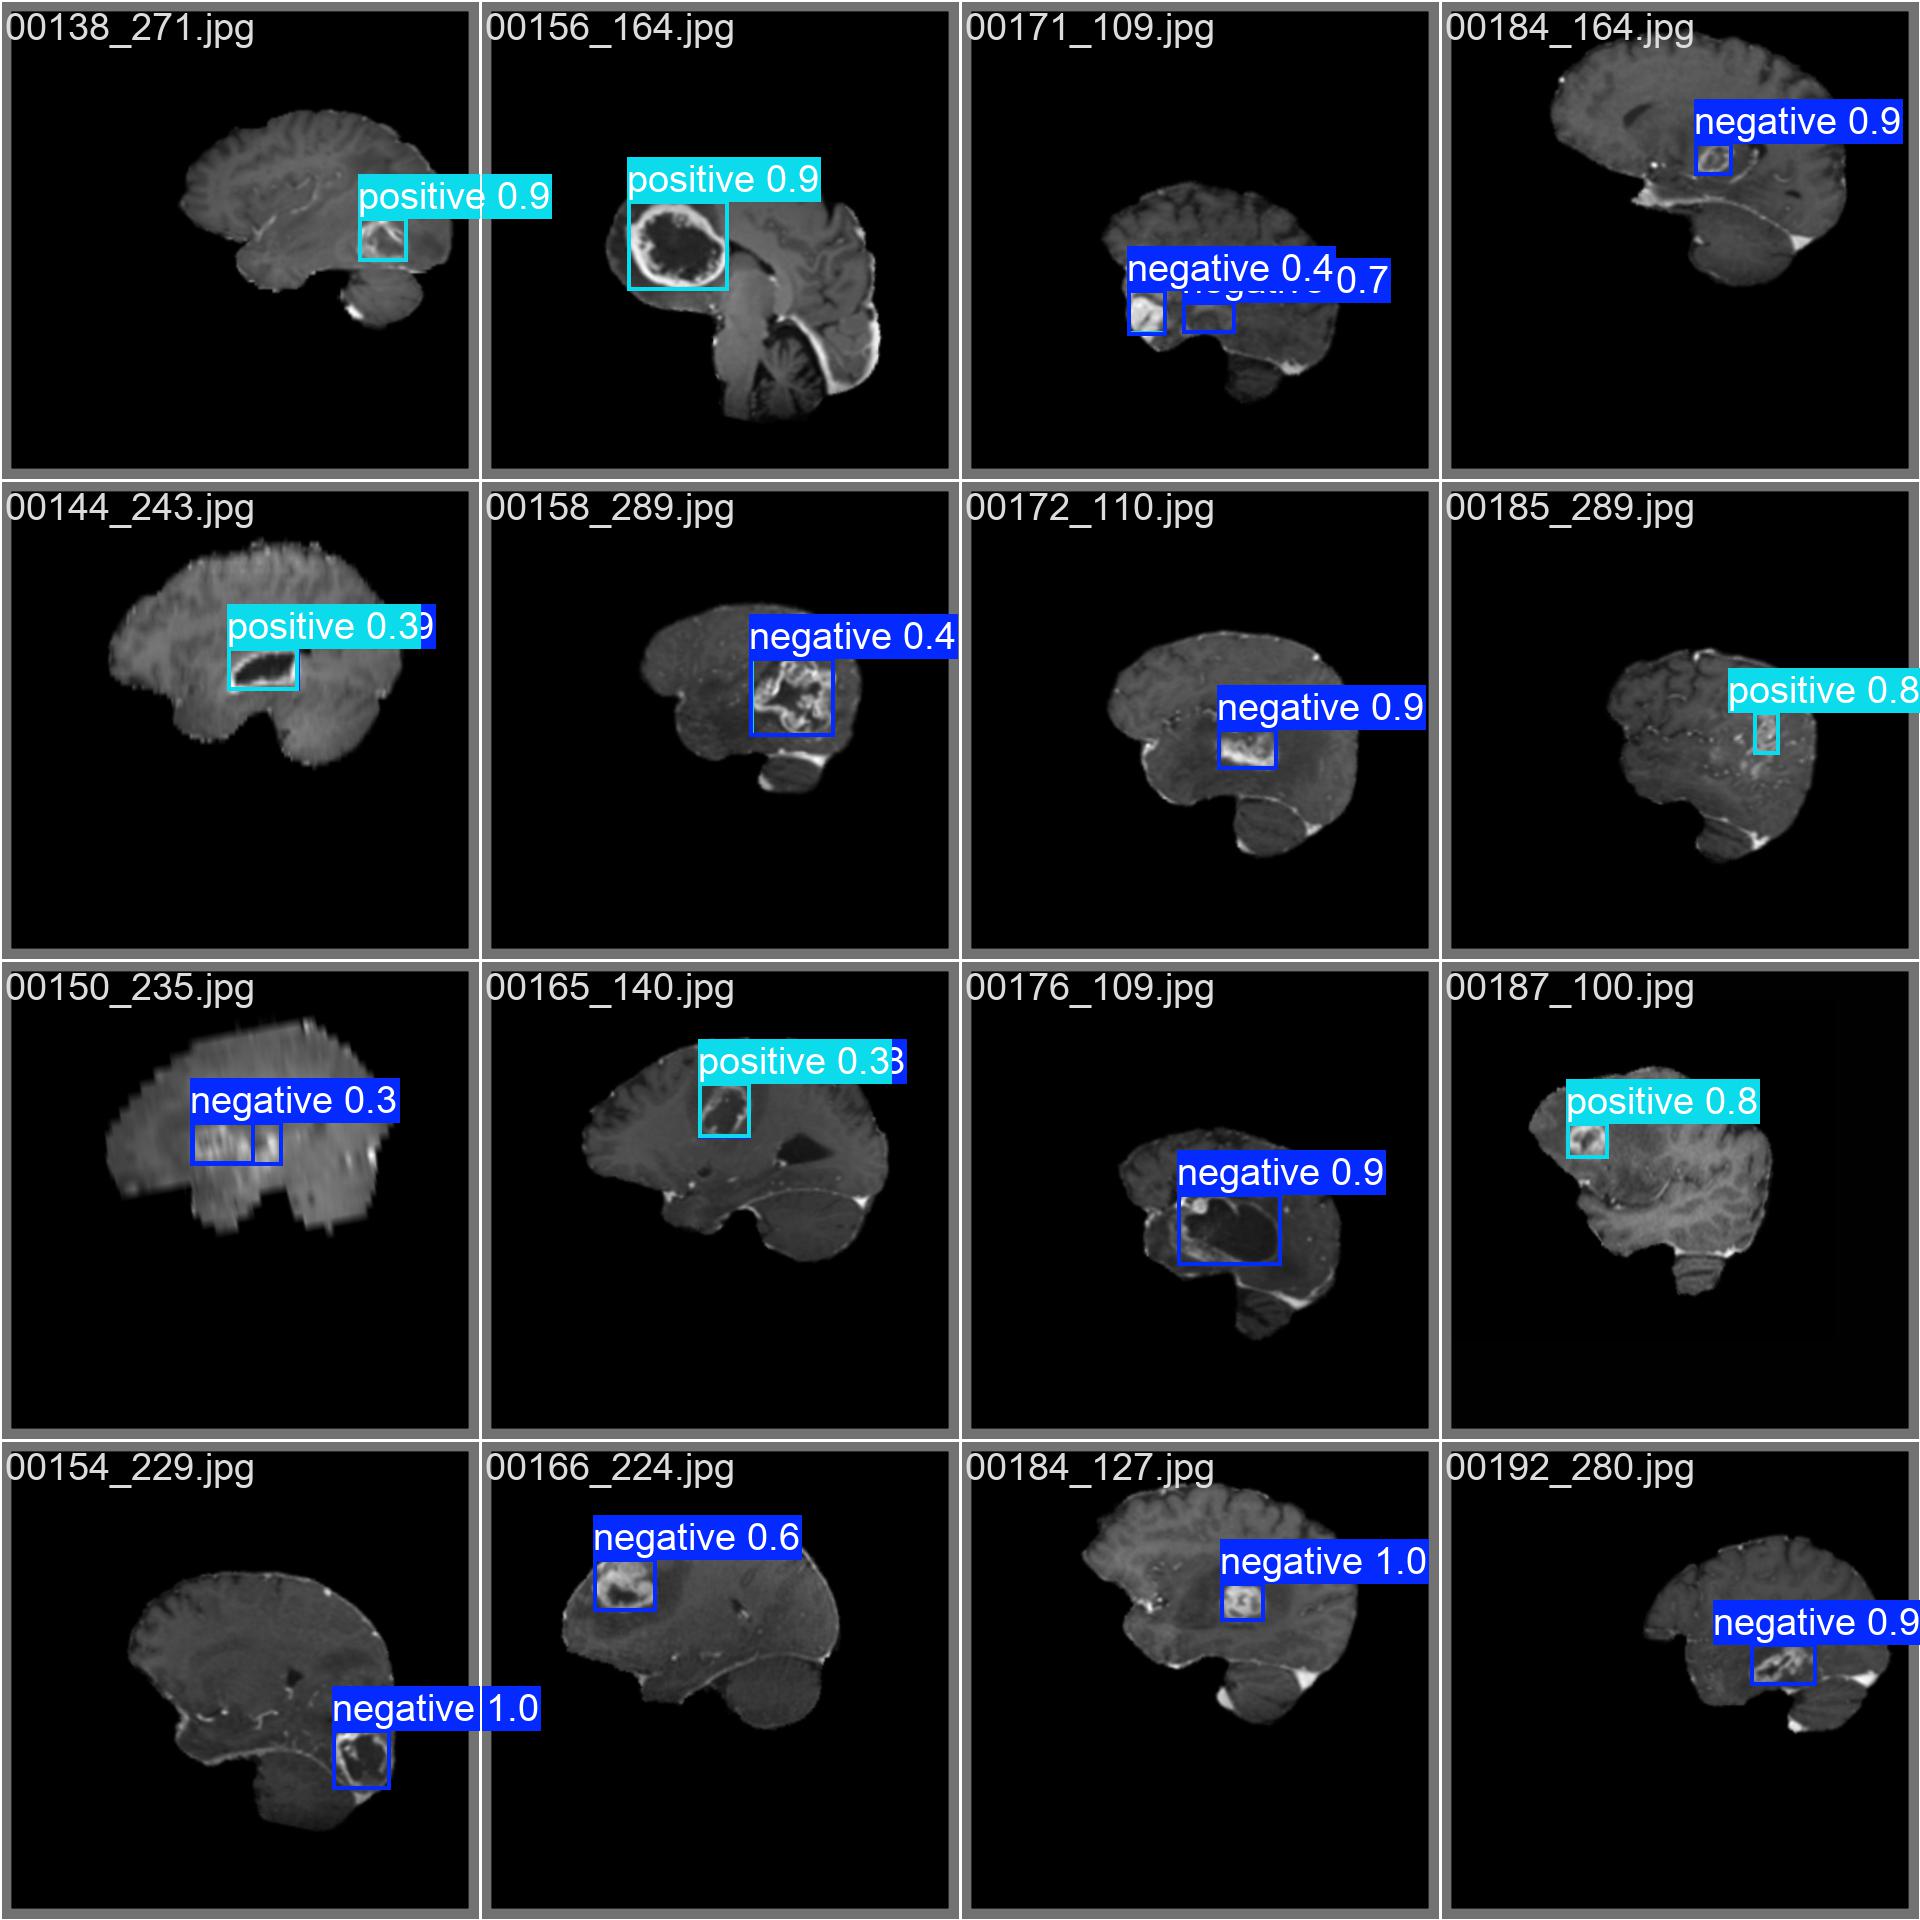 00138_271.jpg
positive 0.9
00156_164.jpg
positive 0.9
00171_109.jpg
negative 0.4
0.7
00184_164.jpg
negative 0.9
00144_243.jpg
positive 0.3
00158_289.jpg
negative 0.4
00172_110.jpg
negative 0.9
00185_289.jpg
positive 0.8
00150_235.jpg
negative 0.3
00165_140.jpg
positive 0.3
00176_109.jpg
negative 0.9
00187_100.jpg
positive 0.8
00154_229.jpg
negative 1.0
00166_224.jpg
negative 0.6
00184_127.jpg
negative 1.0
00192_280.jpg
negative 0.9